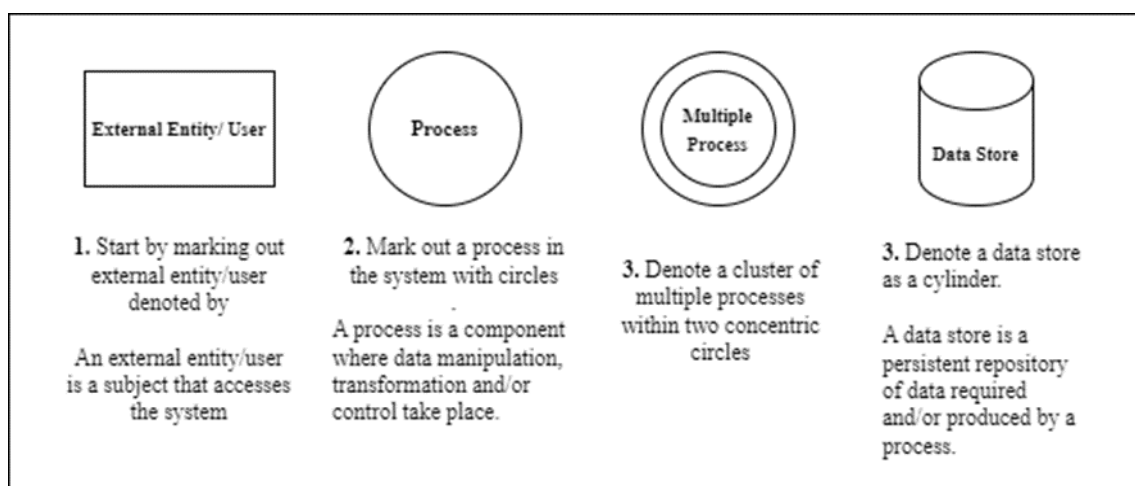 External Entity/ User
Process
Multiple
Process
Data Store
1. Start by marking out
external entity/user
denoted by
An external entity/user
is a subject that accesses
the system
2. Mark out a process in
the system with circles
.
A process is a component
where data manipulation,
transformation and/or
control take place.
3. Denote a cluster of
multiple processes
within two concentric
circles
3. Denote a data store
as a cylinder.
A data store is a
persistent repository
of data required
and/or produced by a
process.